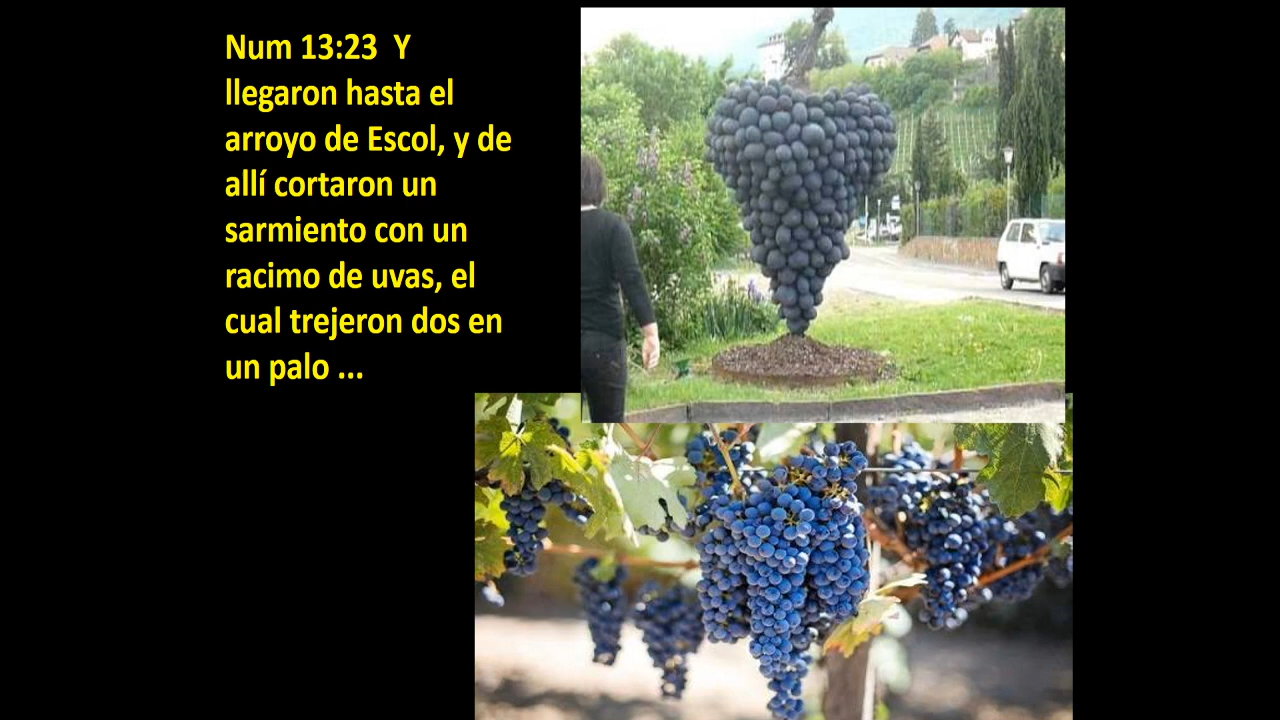 Num 13:23  Y
llegaron hasta el
arroyo de Escol, y de
allí cortaron un
sarmiento con un
racimo de uvas, el
cual trejeron dos en
un palo ...